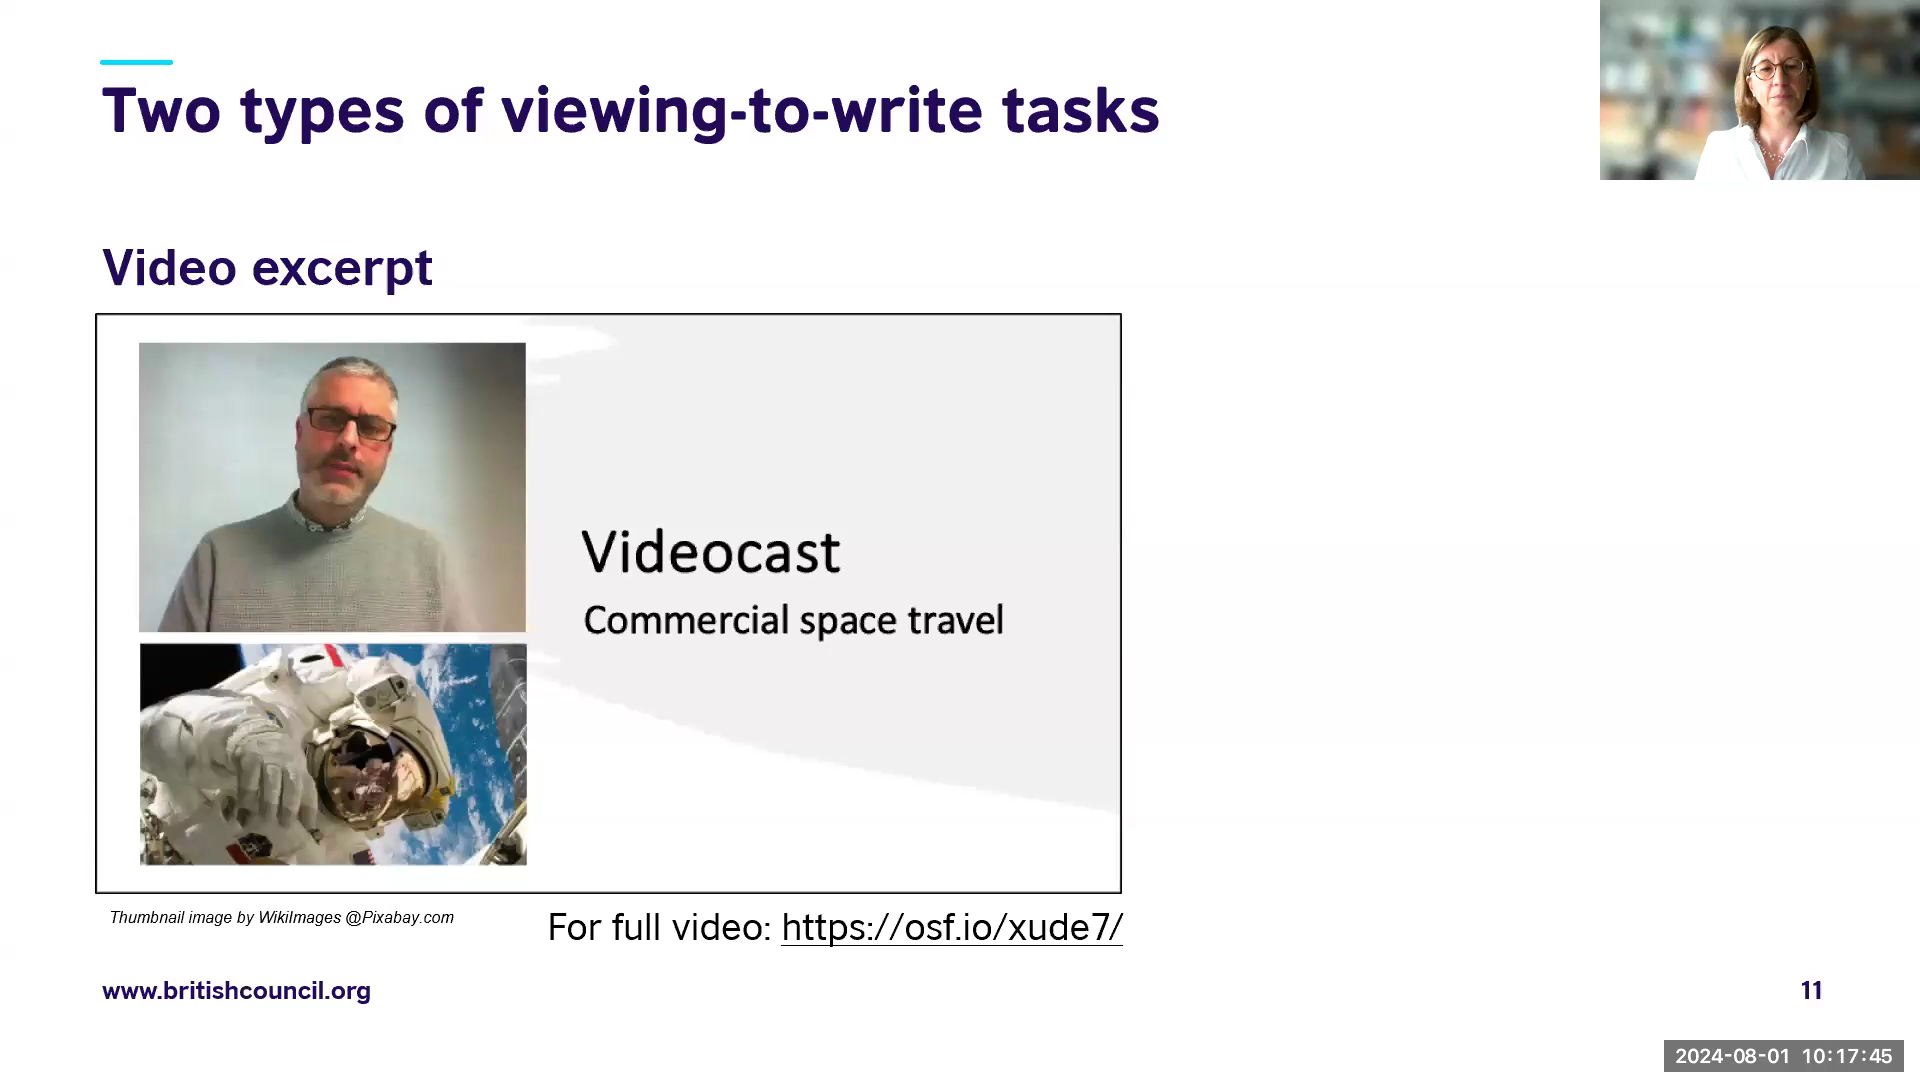 Two types of viewing-to-write tasks
Video excerpt
Videocast
Commercial space travel
Thumbnail image by WikiImages @Pixabay.com
For full video: https://osf.io/xude7/
www.britishcouncil.org
11
2024-08-01 10:17:45